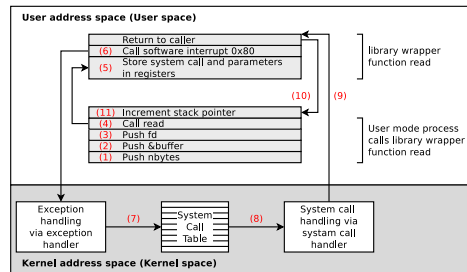 User address space (User space)
Return to caller
(6) Call software interrupt 0x80
(5) Store system call and parameters
in registers
library wrapper
function read
(10)
(9)
(11) Increment stack pointer
(4) Call read
(3) Push fd
(2) Push &buffer
(1) Push nbytes
User mode process
calls library wrapper
function read
Exception
handling
via exception
handler
(7)
System
Call
Table
(8)
System call
handling via
systam call
handler
Kernel address space (Kernel space)